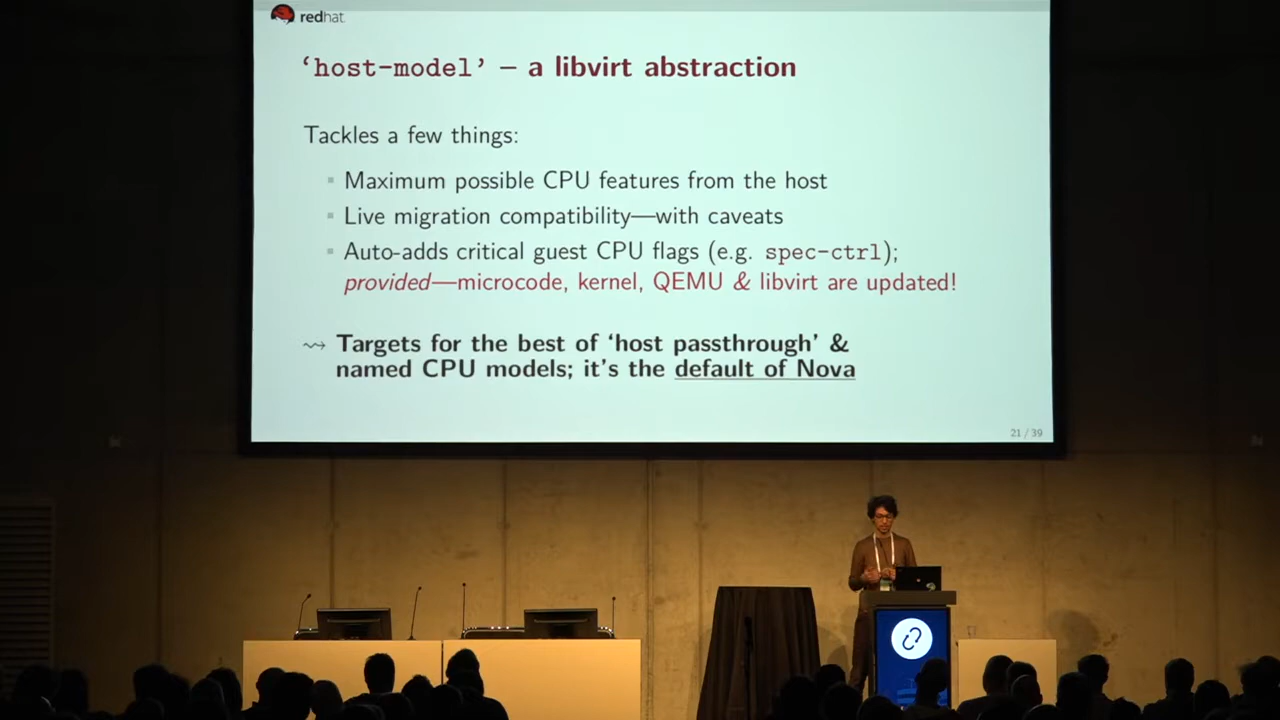 redhat.
‘host-model’ – a libvirt abstraction
Tackles a few things:
Maximum possible CPU features from the host
Live migration compatibility—with caveats
Auto-adds critical guest CPU flags (e.g. spec-ctrl);
provided—microcode, kernel, QEMU & libvirt are updated!
⇝ Targets for the best of ‘host passthrough’ &
named CPU models; it’s the default of Nova
21 / 39